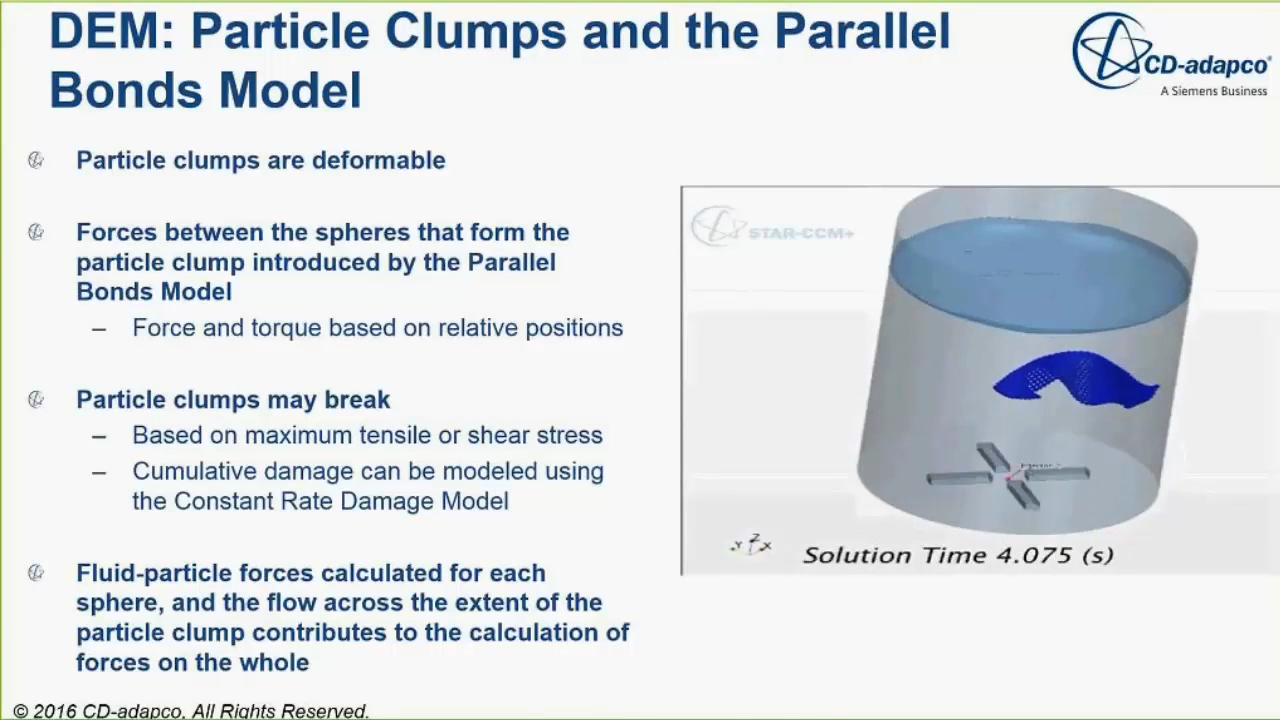 DEM: Particle Clumps and the Parallel
Bonds Model
CD-adapco®
A Siemens Business
Particle clumps are deformable
Forces between the spheres that form the
particle clump introduced by the Parallel
Bonds Model
– Force and torque based on relative positions
Particle clumps may break
– Based on maximum tensile or shear stress
– Cumulative damage can be modeled using
the Constant Rate Damage Model
Fluid-particle forces calculated for each
sphere, and the flow across the extent of the
particle clump contributes to the calculation of
forces on the whole
STAR-CCM+
Y Z X
Solution Time 4.075 (s)
© 2016 CD-adapco. All Rights Reserved.